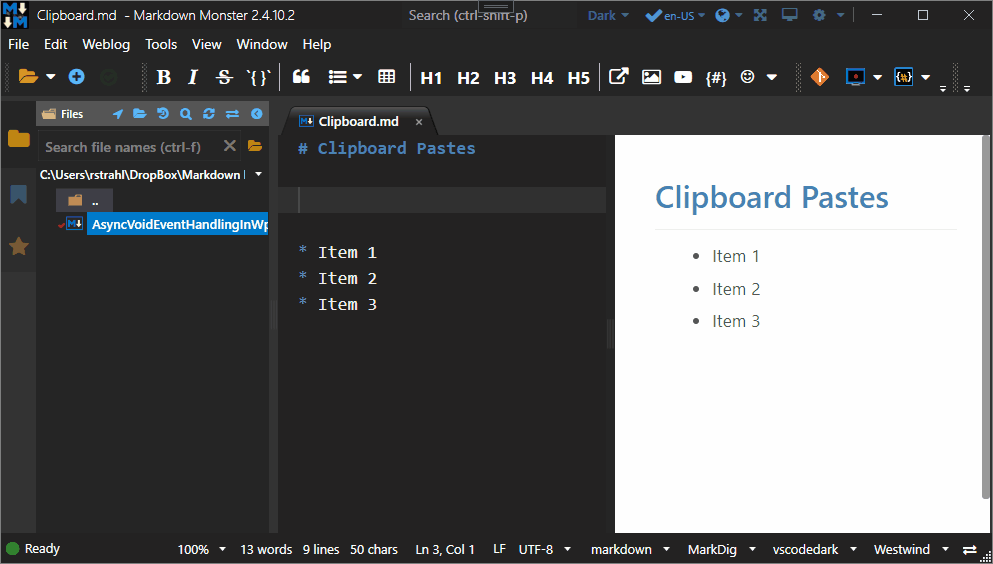 Clipboard.md - Markdown Monster 2.4.10.2 Search (ctrl-shift-p) Dark en-US
File Edit Weblog Tools View Window Help
B I S `{}` H1 H2 H3 H4 H5 {#}
Files
Clipboard.md
Search file names (ctrl-f)
C:\Users\rstrahl\DropBox\Markdown
..
AsyncVoidEventHandlingInWp
# Clipboard Pastes
* Item 1
* Item 2
* Item 3
Clipboard Pastes
• Item 1
• Item 2
• Item 3
Ready 100% 13 words 9 lines 50 chars Ln 3, Col 1 LF UTF-8 markdown MarkDig vscodedark Westwind